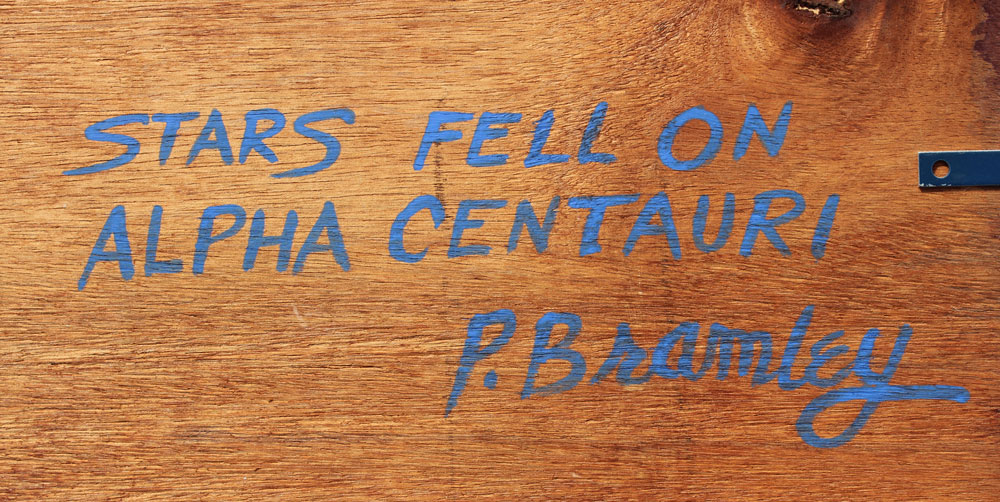 STARS FELL ON
ALPHA CENTAURI
P. Bramley